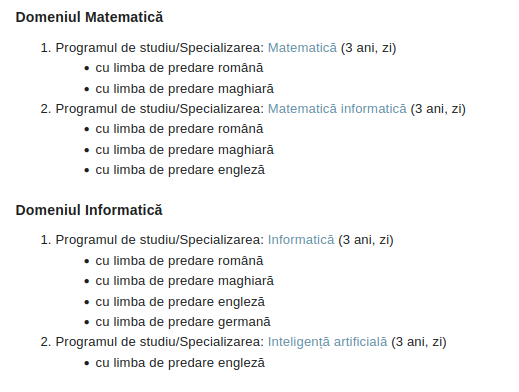 Domeniul Matematică
1. Programul de studiu/Specializarea: Matematică (3 ani, zi)
• cu limba de predare română
• cu limba de predare maghiară
2. Programul de studiu/Specializarea: Matematică informatică (3 ani, zi)
• cu limba de predare română
• cu limba de predare maghiară
• cu limba de predare engleză
Domeniul Informatică
1. Programul de studiu/Specializarea: Informatică (3 ani, zi)
• cu limba de predare română
• cu limba de predare maghiară
• cu limba de predare engleză
• cu limba de predare germană
2. Programul de studiu/Specializarea: Inteligență artificială (3 ani, zi)
• cu limba de predare engleză